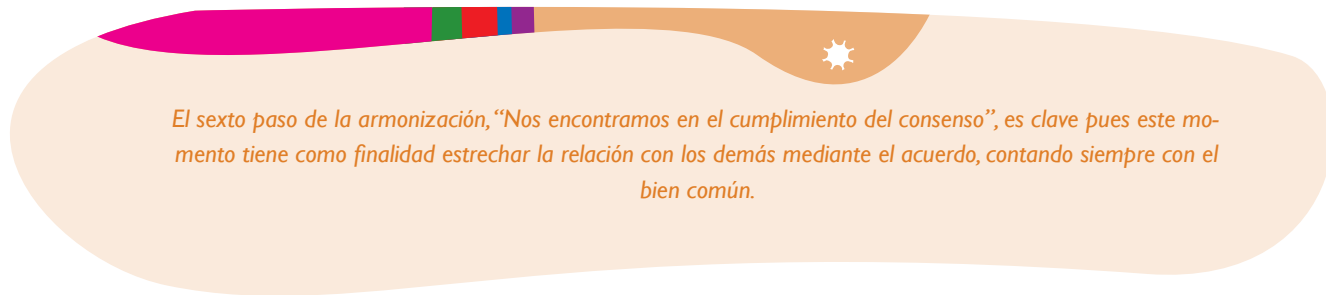 El sexto paso de la armonización, “Nos encontramos en el cumplimiento del consenso”, es clave pues este mo-
mento tiene como finalidad estrechar la relación con los demás mediante el acuerdo, contando siempre con el
bien común.